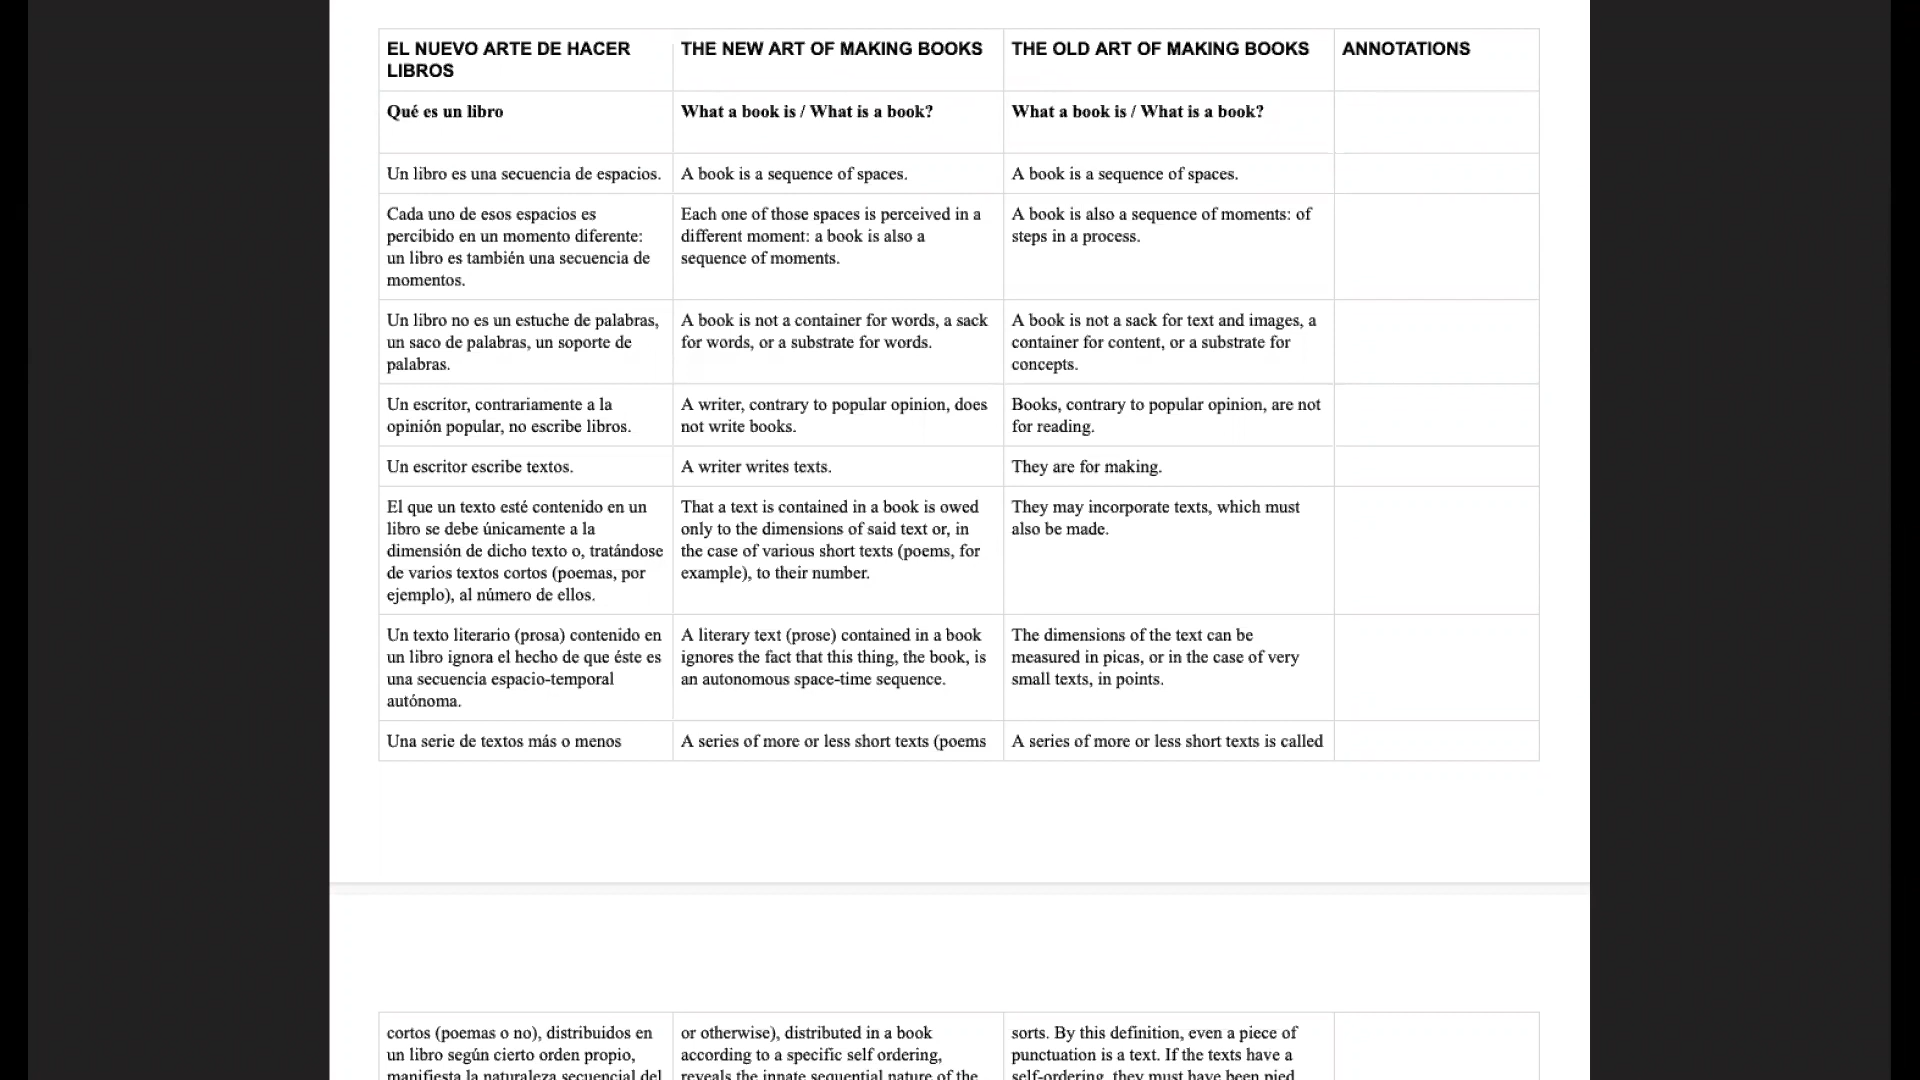 EL NUEVO ARTE DE HACER
LIBROS
THE NEW ART OF MAKING BOOKS
THE OLD ART OF MAKING BOOKS
ANNOTATIONS
Qué es un libro
What a book is / What is a book?
What a book is / What is a book?
Un libro es una secuencia de espacios.
A book is a sequence of spaces.
A book is a sequence of spaces.
Cada uno de esos espacios es
percibido en un momento diferente:
un libro es también una secuencia de
momentos.
Each one of those spaces is perceived in a
different moment: a book is also a
sequence of moments.
A book is also a sequence of moments: of
steps in a process.
Un libro no es un estuche de palabras,
un saco de palabras, un soporte de
palabras.
A book is not a container for words, a sack
for words, or a substrate for words.
A book is not a sack for text and images, a
container for content, or a substrate for
concepts.
Un escritor, contrariamente a la
opinión popular, no escribe libros.
A writer, contrary to popular opinion, does
not write books.
Books, contrary to popular opinion, are not
for reading.
Un escritor escribe textos.
A writer writes texts.
They are for making.
El que un texto esté contenido en un
libro se debe únicamente a la
dimensión de dicho texto o, tratándose
de varios textos cortos (poemas, por
ejemplo), al número de ellos.
That a text is contained in a book is owed
only to the dimensions of said text or, in
the case of various short texts (poems, for
example), to their number.
They may incorporate texts, which must
also be made.
Un texto literario (prosa) contenido en
un libro ignora el hecho de que éste es
una secuencia espacio-temporal
autónoma.
A literary text (prose) contained in a book
ignores the fact that this thing, the book, is
an autonomous space-time sequence.
The dimensions of the text can be
measured in picas, or in the case of very
small texts, in points.
Una serie de textos más o menos
A series of more or less short texts (poems
A series of more or less short texts is called
cortos (poemas o no), distribuidos en
un libro según cierto orden propio,
manifiesta la naturaleza secuencial del
or otherwise), distributed in a book
according to a specific self ordering,
reveals the innate sequential nature of the
sorts. By this definition, even a piece of
punctuation is a text. If the texts have a
self-ordering, they must have been pied